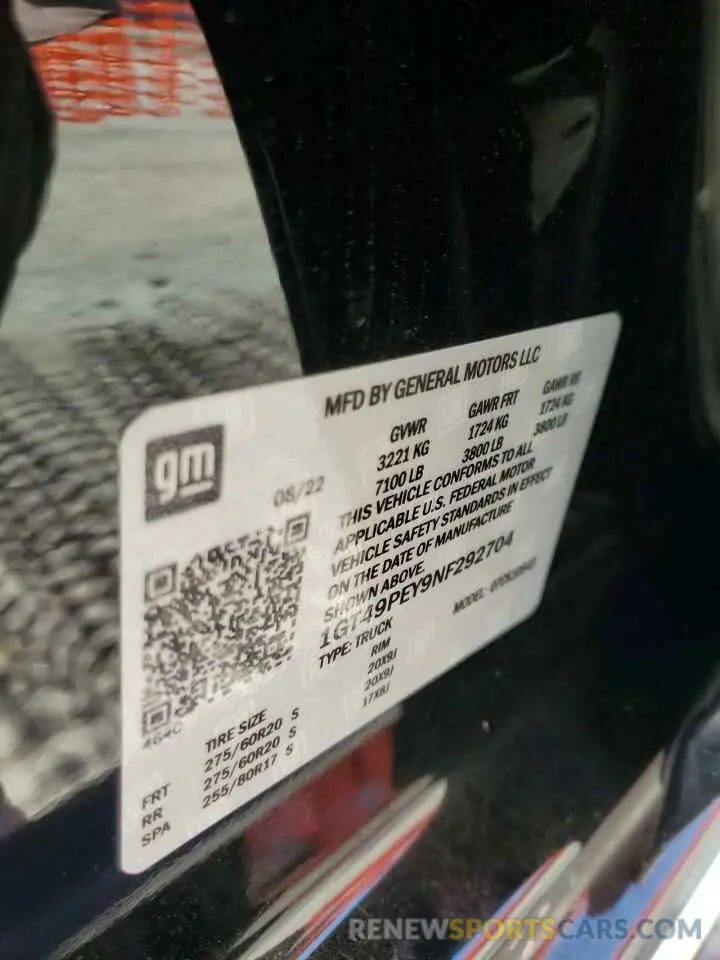 MFD BY GENERAL MOTORS LLC
gm
08/22
GVWR GAWR FRT GAWR RR
3221 KG 1724 KG 1724 KG
7100 LB 3800 LB 3800 LB
THIS VEHICLE CONFORMS TO ALL
APPLICABLE U.S. FEDERAL MOTOR
VEHICLE SAFETY STANDARDS IN EFFECT
ON THE DATE OF MANUFACTURE
SHOWN ABOVE.
1GT49PEY9NF292704
TYPE: TRUCK MODEL:
464C
TIRE SIZE RIM
FRT 275/60R20 S 20X9J
RR 275/60R20 S 20X9J
SPA 255/80R17 S 17X8J
RENEWSPORTSCARS.COM